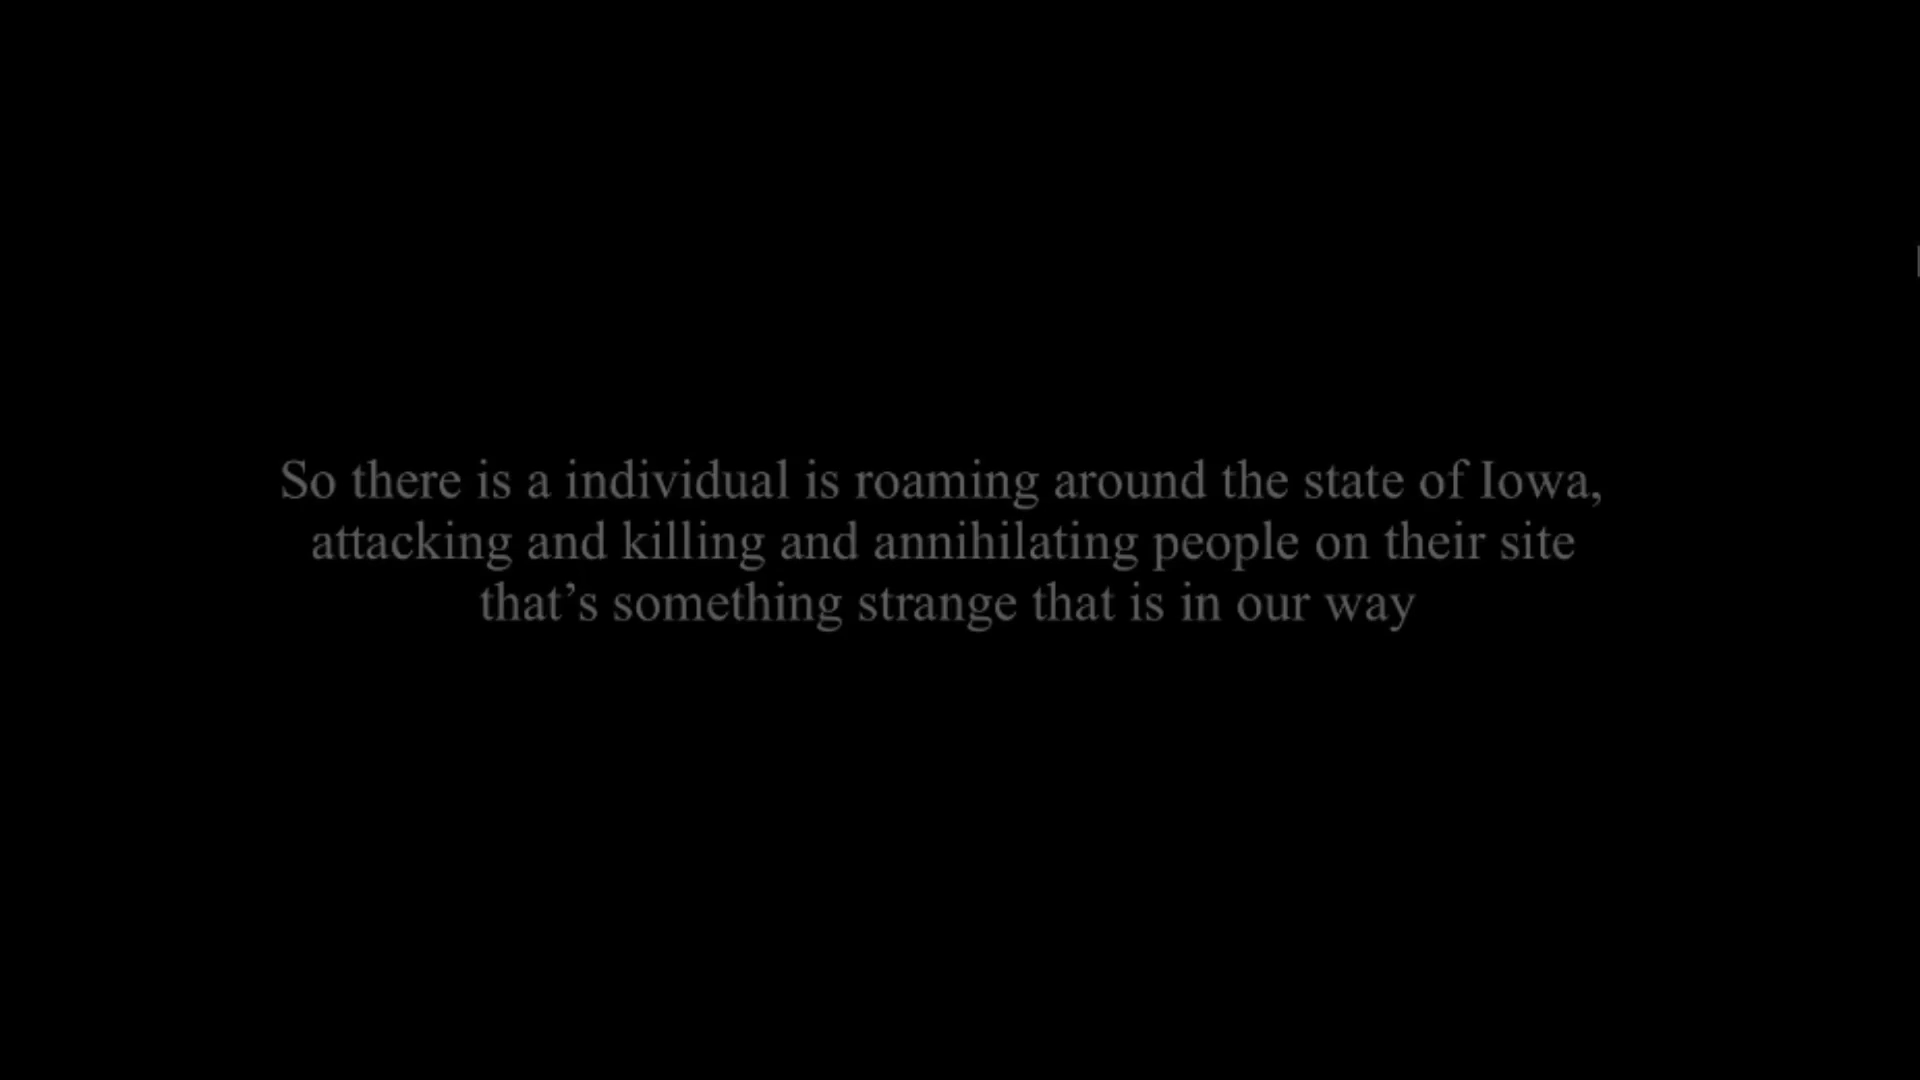 So there is a individual is roaming around the state of Iowa,
attacking and killing and annihilating people on their site
that’s something strange that is in our way